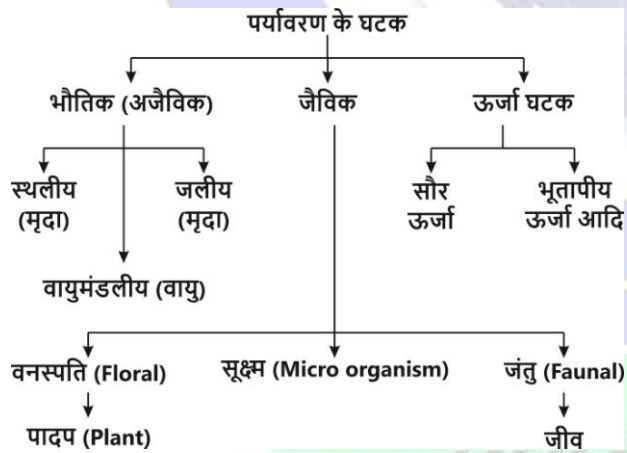 पर्यावरण के घटक
भौतिक (अजैविक)
जैविक
ऊर्जा घटक
स्थलीय
(मृदा)
जलीय
(मृदा)
सौर
ऊर्जा
भूतापीय
ऊर्जा आदि
वायुमंडलीय (वायु)
वनस्पति (Floral)
सूक्ष्म (Micro organism)
जंतु (Faunal)
पादप (Plant)
जीव